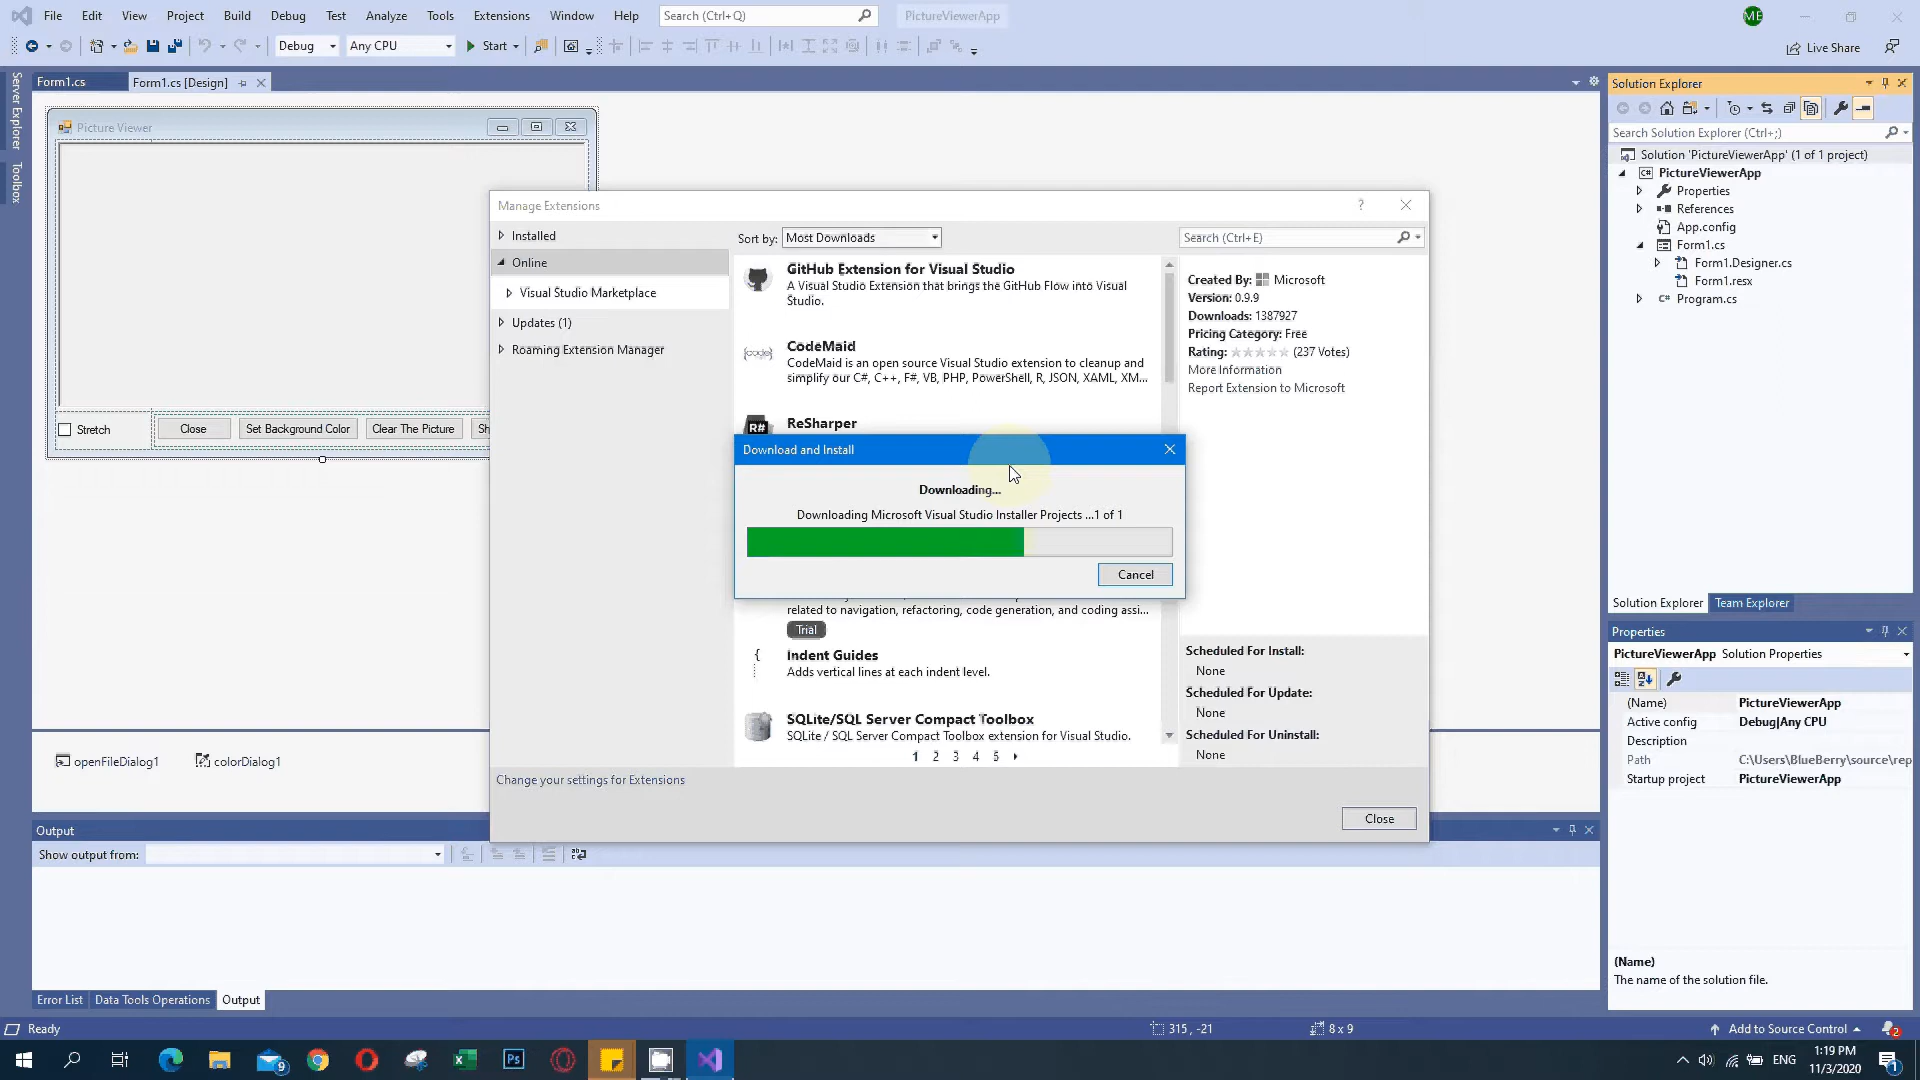 File Edit View Project Build Debug Test Analyze Tools Extensions Window Help Search (Ctrl+Q) PictureViewerApp ME
Debug Any CPU Start Live Share
Server Explorer
Toolbox
Form1.cs Form1.cs [Design]
Picture Viewer
Stretch Close Set Background Color Clear The Picture Sh
openFileDialog1 colorDialog1
Manage Extensions
Installed
Online
Visual Studio Marketplace
Updates (1)
Roaming Extension Manager
Sort by: Most Downloads
Search (Ctrl+E)
GitHub Extension for Visual Studio
A Visual Studio Extension that brings the GitHub Flow into Visual
Studio.
CodeMaid
CodeMaid is an open source Visual Studio extension to cleanup and
simplify our C#, C++, F#, VB, PHP, PowerShell, R, JSON, XAML, XM...
R#
ReSharper
Download and Install
Downloading...
Downloading Microsoft Visual Studio Installer Projects ...1 of 1
Cancel
related to navigation, refactoring, code generation, and coding assi...
Trial
Indent Guides
Adds vertical lines at each indent level.
SQLite/SQL Server Compact Toolbox
SQLite / SQL Server Compact Toolbox extension for Visual Studio.
1 2 3 4 5
Created By: Microsoft
Version: 0.9.9
Downloads: 1387927
Pricing Category: Free
Rating: (237 Votes)
More Information
Report Extension to Microsoft
Scheduled For Install:
None
Scheduled For Update:
None
Scheduled For Uninstall:
None
Change your settings for Extensions
Close
Solution Explorer
Search Solution Explorer (Ctrl+;)
Solution 'PictureViewerApp' (1 of 1 project)
PictureViewerApp
Properties
References
App.config
Form1.cs
Form1.Designer.cs
Form1.resx
Program.cs
Solution Explorer Team Explorer
Properties
PictureViewerApp Solution Properties
(Name) PictureViewerApp
Active config Debug|Any CPU
Description
Path C:\Users\BlueBerry\source\rep
Startup project PictureViewerApp
(Name)
The name of the solution file.
Output
Show output from:
Error List Data Tools Operations Output
Ready 315 , -21 8 x 9 Add to Source Control 2
9 Ps ENG 1:19 PM
11/3/2020 1